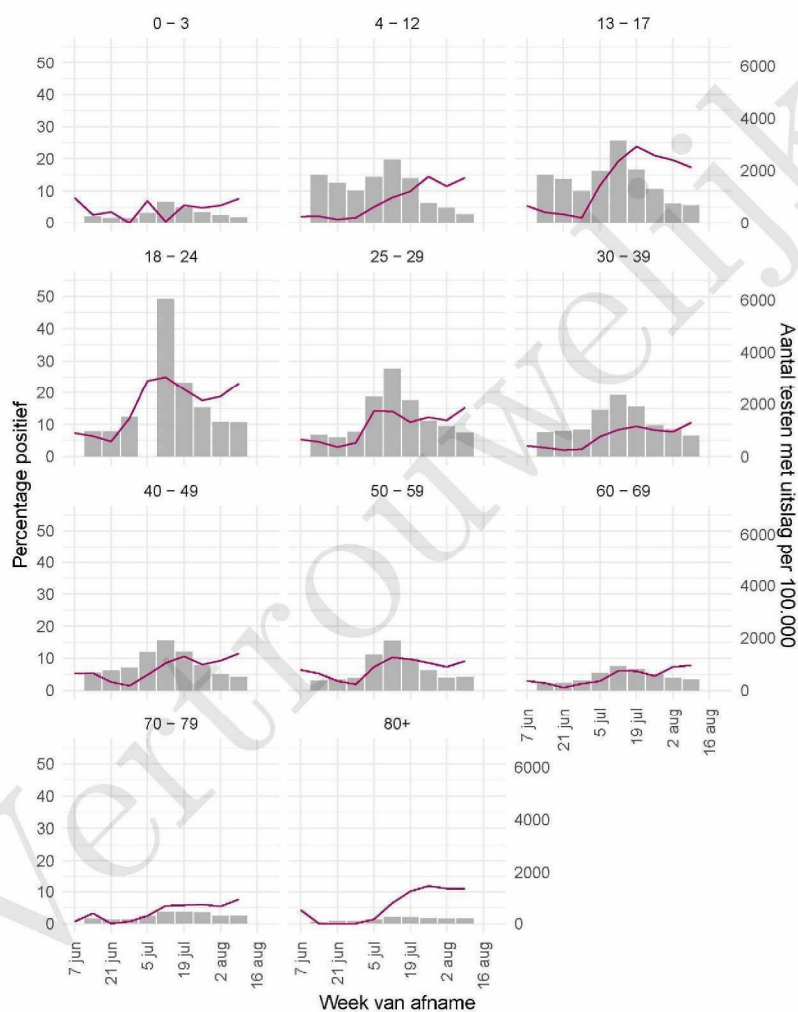 0 – 3
4 – 12
13 – 17
50
40
30
20
10
0
6000
4000
2000
0
18 – 24
25 – 29
30 – 39
50
40
30
20
10
0
6000
4000
2000
0
40 – 49
50 – 59
60 – 69
50
40
30
20
10
0
6000
4000
2000
0
70 – 79
80+
50
40
30
20
10
0
6000
4000
2000
0
7 jun
21 jun
5 jul
19 jul
2 aug
16 aug
7 jun
21 jun
5 jul
19 jul
2 aug
16 aug
7 jun
21 jun
5 jul
19 jul
2 aug
16 aug
Week van afname
Percentage positief
Aantal testen met uitslag per 100.000
Vertrouwelijk